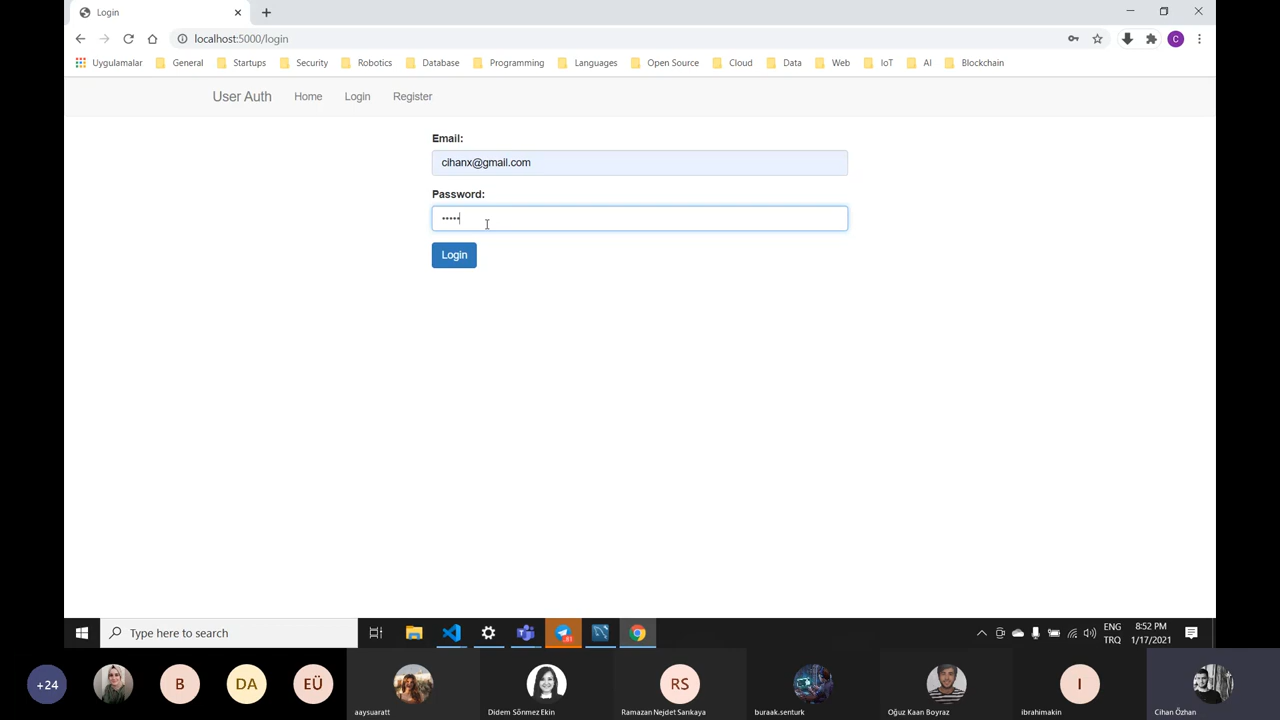 Login
localhost:5000/login
C
Uygulamalar General Startups Security Robotics Database Programming Languages Open Source Cloud Data Web IoT AI Blockchain
User Auth Home Login Register
Email:
cihanx@gmail.com
Password:
•••••
Login
Type here to search
81
ENG
TRQ
8:52 PM
1/17/2021
+24
B
DA
EÜ
RS
I
aaysuaratt
Didem Sönmez Ekin
Ramazan Nejdet Sarıkaya
buraak.senturk
Oğuz Kaan Boyraz
ibrahimakin
Cihan Özhan